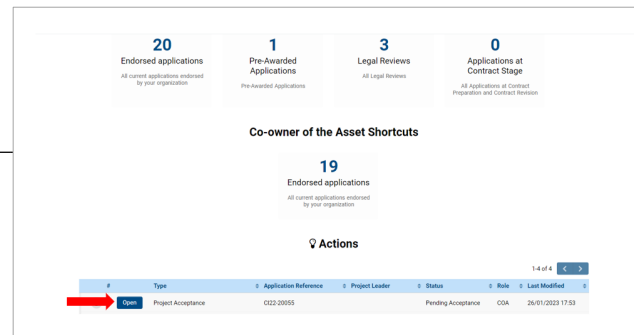 20
Endorsed applications
All current applications endorsed
by your organization
1
Pre-Awarded
Applications
Pre-Awarded Applications
3
Legal Reviews
All Legal Reviews
0
Applications at
Contract Stage
All Applications at Contract
Preparation and Contract Revision
Co-owner of the Asset Shortcuts
19
Endorsed applications
All current applications endorsed
by your organization
Actions
1-4 of 4
# Type Application Reference Project Leader Status Role Last Modified
Open Project Acceptance CI22-20055 Pending Acceptance COA 26/01/2023 17:53